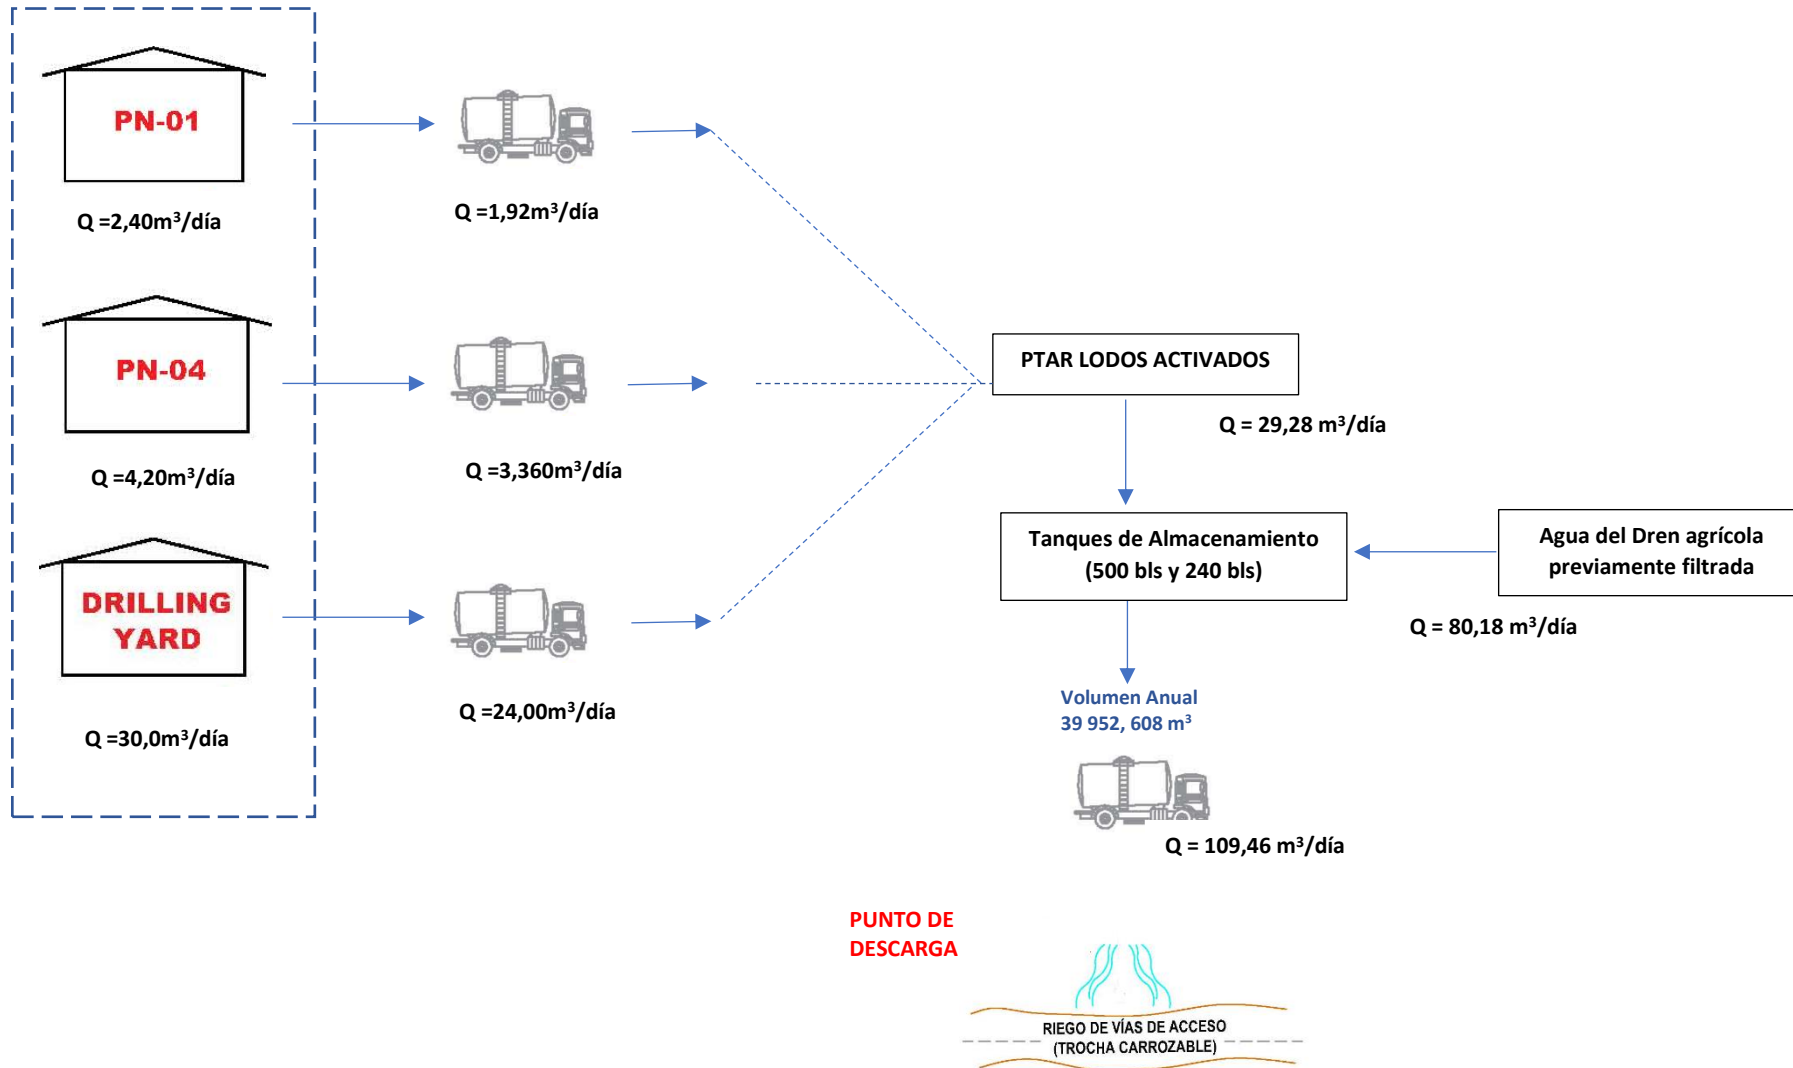 PN-01
Q =2,40m³/día
Q =1,92m³/día
PN-04
Q =4,20m³/día
Q =3,360m³/día
DRILLING
YARD
Q =30,0m³/día
Q =24,00m³/día
PTAR LODOS ACTIVADOS
Q = 29,28 m³/día
Tanques de Almacenamiento
(500 bls y 240 bls)
Agua del Dren agrícola
previamente filtrada
Q = 80,18 m³/día
Volumen Anual
39 952, 608 m³
Q = 109,46 m³/día
PUNTO DE
DESCARGA
RIEGO DE VÍAS DE ACCESO
(TROCHA CARROZABLE)